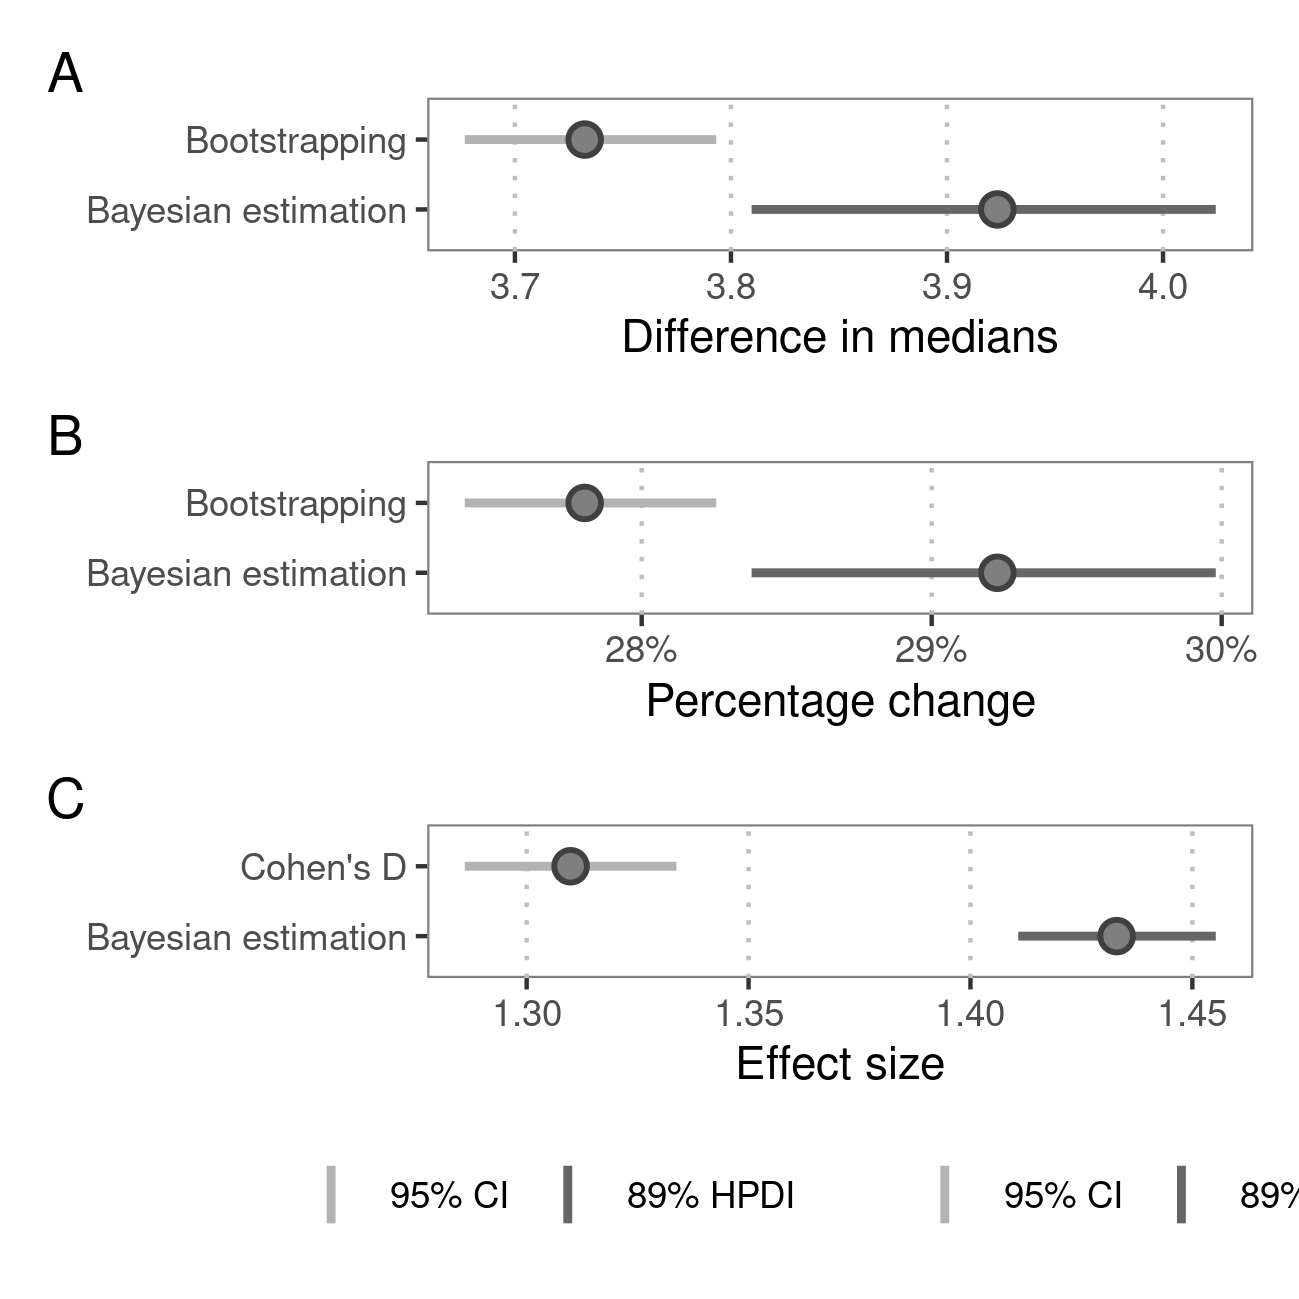 A
Bootstrapping
Bayesian estimation
3.7 3.8 3.9 4.0
Difference in medians
B
Bootstrapping
Bayesian estimation
28% 29% 30%
Percentage change
C
Cohen's D
Bayesian estimation
1.30 1.35 1.40 1.45
Effect size
95% CI 89% HPDI 95% CI 89%